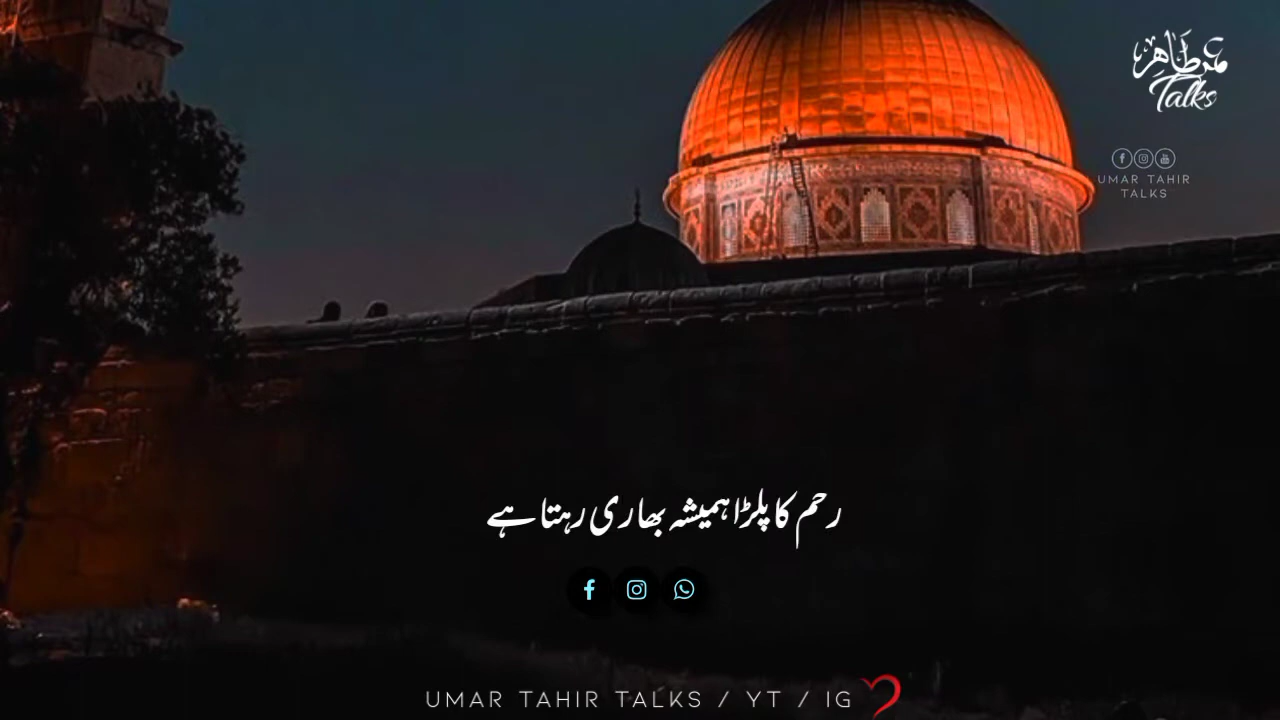 عمر طاہر
Talks
UMAR TAHIR
TALKS
رحم کا پلڑا ہمیشہ بھاری رہتا ہے
UMAR TAHIR TALKS / YT / IG